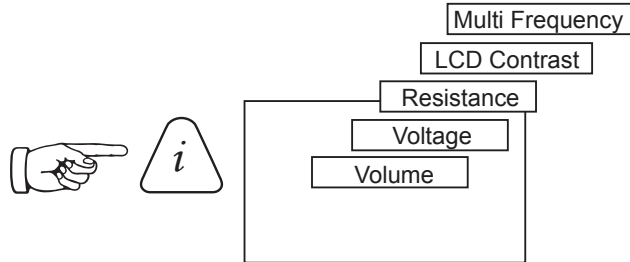 Multi Frequency
LCD Contrast
Resistance
Voltage
i
Volume